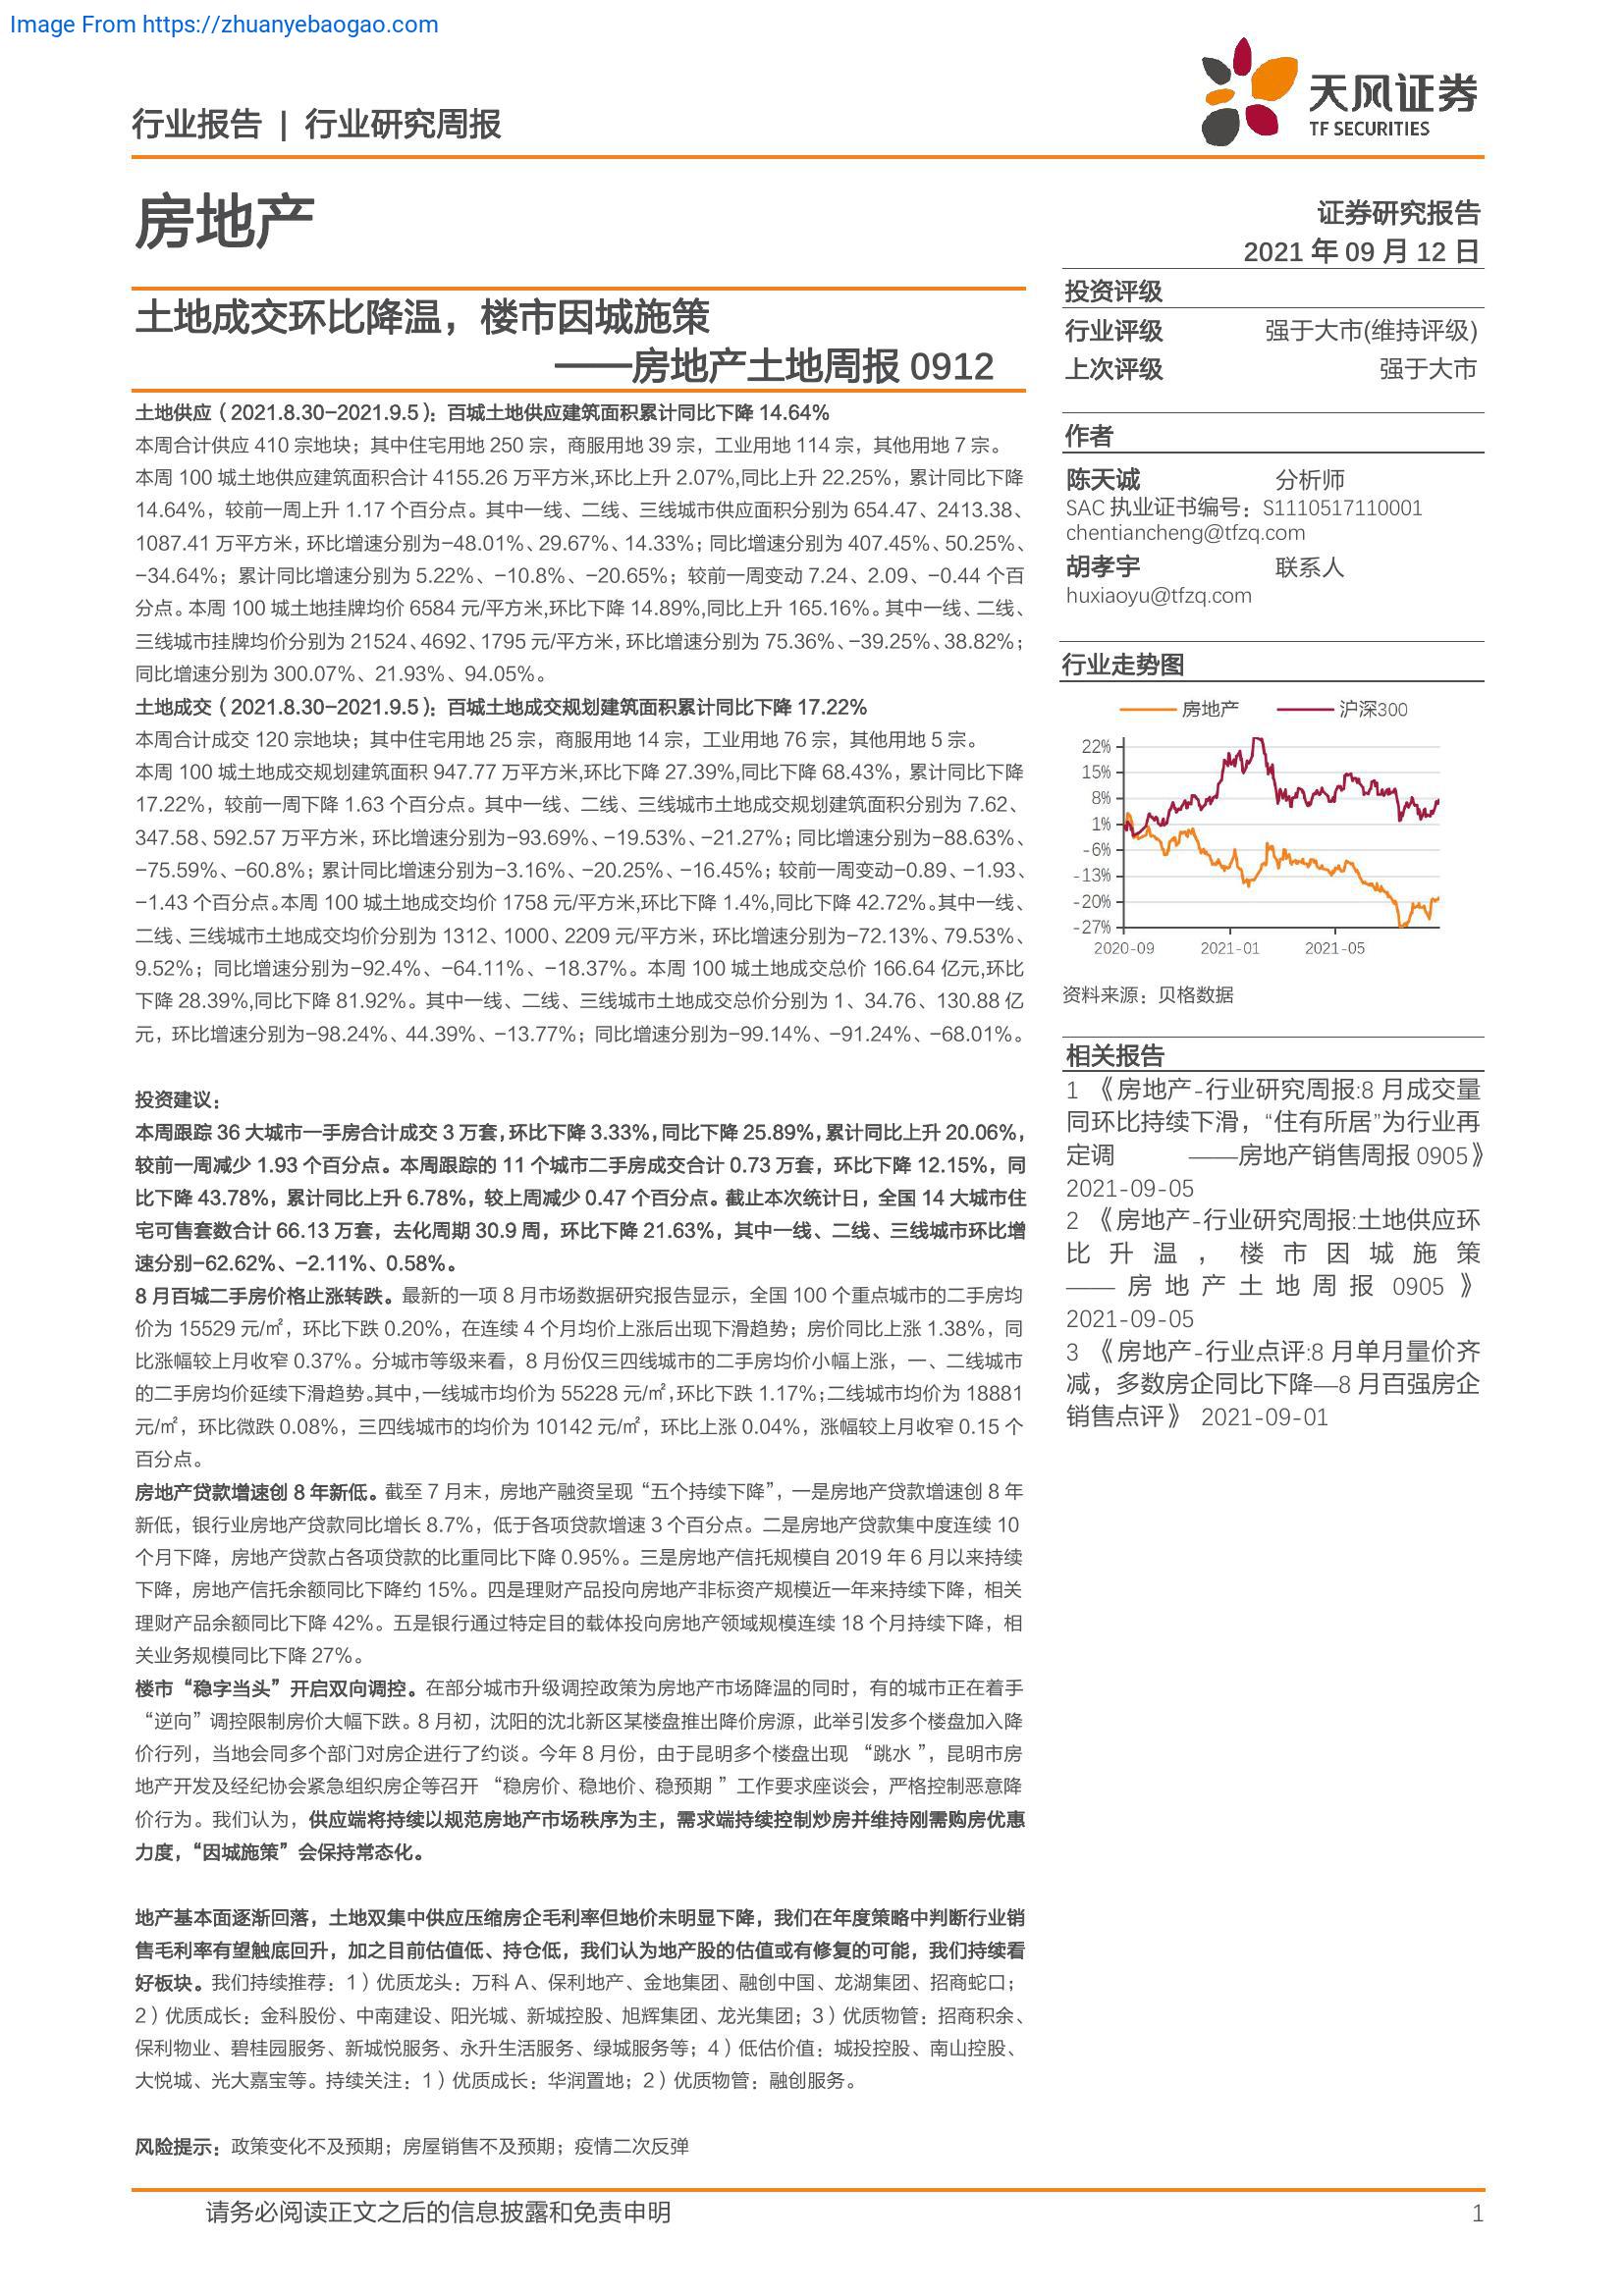 Image From https://zhuanyebaogao.com
行业报告 | 行业研究周报
天风证券
TF SECURITIES
房地产
证券研究报告
2021 年 09 月 12 日
土地成交环比降温，楼市因城施策
——房地产土地周报 0912
土地供应（2021.8.30-2021.9.5）：百城土地供应建筑面积累计同比下降 14.64%
本周合计供应 410 宗地块；其中住宅用地 250 宗，商服用地 39 宗，工业用地 114 宗，其他用地 7 宗。
本周 100 城土地供应建筑面积合计 4155.26 万平方米,环比上升 2.07%,同比上升 22.25%，累计同比下降
14.64%，较前一周上升 1.17 个百分点。其中一线、二线、三线城市供应面积分别为 654.47、2413.38、
1087.41 万平方米，环比增速分别为-48.01%、29.67%、14.33%；同比增速分别为 407.45%、50.25%、
-34.64%；累计同比增速分别为 5.22%、-10.8%、-20.65%；较前一周变动 7.24、2.09、-0.44 个百
分点。本周 100 城土地挂牌均价 6584 元/平方米,环比下降 14.89%,同比上升 165.16%。其中一线、二线、
三线城市挂牌均价分别为 21524、4692、1795 元/平方米，环比增速分别为 75.36%、-39.25%、38.82%；
同比增速分别为 300.07%、21.93%、94.05%。
土地成交（2021.8.30-2021.9.5）：百城土地成交规划建筑面积累计同比下降 17.22%
本周合计成交 120 宗地块；其中住宅用地 25 宗，商服用地 14 宗，工业用地 76 宗，其他用地 5 宗。
本周 100 城土地成交规划建筑面积 947.77 万平方米,环比下降 27.39%,同比下降 68.43%，累计同比下降
17.22%，较前一周下降 1.63 个百分点。其中一线、二线、三线城市土地成交规划建筑面积分别为 7.62、
347.58、592.57 万平方米，环比增速分别为-93.69%、-19.53%、-21.27%；同比增速分别为-88.63%、
-75.59%、-60.8%；累计同比增速分别为-3.16%、-20.25%、-16.45%；较前一周变动-0.89、-1.93、
-1.43 个百分点。本周 100 城土地成交均价 1758 元/平方米,环比下降 1.4%,同比下降 42.72%。其中一线、
二线、三线城市土地成交均价分别为 1312、1000、2209 元/平方米，环比增速分别为-72.13%、79.53%、
9.52%；同比增速分别为-92.4%、-64.11%、-18.37%。本周 100 城土地成交总价 166.64 亿元,环比
下降 28.39%,同比下降 81.92%。其中一线、二线、三线城市土地成交总价分别为 1、34.76、130.88 亿
元，环比增速分别为-98.24%、44.39%、-13.77%；同比增速分别为-99.14%、-91.24%、-68.01%。
投资建议：
本周跟踪 36 大城市一手房合计成交 3 万套，环比下降 3.33%，同比下降 25.89%，累计同比上升 20.06%，
较前一周减少 1.93 个百分点。本周跟踪的 11 个城市二手房成交合计 0.73 万套，环比下降 12.15%，同
比下降 43.78%，累计同比上升 6.78%，较上周减少 0.47 个百分点。截止本次统计日，全国 14 大城市住
宅可售套数合计 66.13 万套，去化周期 30.9 周，环比下降 21.63%，其中一线、二线、三线城市环比增
速分别-62.62%、-2.11%、0.58%。
8 月百城二手房价格止涨转跌。最新的一项 8 月市场数据研究报告显示，全国 100 个重点城市的二手房均
价为 15529 元/㎡，环比下跌 0.20%，在连续 4 个月均价上涨后出现下滑趋势；房价同比上涨 1.38%，同
比涨幅较上月收窄 0.37%。分城市等级来看，8 月份仅三四线城市的二手房均价小幅上涨，一、二线城市
的二手房均价延续下滑趋势。其中，一线城市均价为 55228 元/㎡，环比下跌 1.17%；二线城市均价为 18881
元/㎡，环比微跌 0.08%，三四线城市的均价为 10142 元/㎡，环比上涨 0.04%，涨幅较上月收窄 0.15 个
百分点。
房地产贷款增速创 8 年新低。截至 7 月末，房地产融资呈现“五个持续下降”，一是房地产贷款增速创 8 年
新低，银行业房地产贷款同比增长 8.7%，低于各项贷款增速 3 个百分点。二是房地产贷款集中度连续 10
个月下降，房地产贷款占各项贷款的比重同比下降 0.95%。三是房地产信托规模自 2019 年 6 月以来持续
下降，房地产信托余额同比下降约 15%。四是理财产品投向房地产非标资产规模近一年来持续下降，相关
理财产品余额同比下降 42%。五是银行通过特定目的载体投向房地产领域规模连续 18 个月持续下降，相
关业务规模同比下降 27%。
楼市“稳字当头”开启双向调控。在部分城市升级调控政策为房地产市场降温的同时，有的城市正在着手
“逆向”调控限制房价大幅下跌。8 月初，沈阳的沈北新区某楼盘推出降价房源，此举引发多个楼盘加入降
价行列，当地会同多个部门对房企进行了约谈。今年 8 月份，由于昆明多个楼盘出现 “跳水 ”，昆明市房
地产开发及经纪协会紧急组织房企等召开 “稳房价、稳地价、稳预期 ”工作要求座谈会，严格控制恶意降
价行为。我们认为，供应端将持续以规范房地产市场秩序为主，需求端持续控制炒房并维持刚需购房优惠
力度，“因城施策”会保持常态化。
地产基本面逐渐回落，土地双集中供应压缩房企毛利率但地价未明显下降，我们在年度策略中判断行业销
售毛利率有望触底回升，加之目前估值低、持仓低，我们认为地产股的估值或有修复的可能，我们持续看
好板块。我们持续推荐：1）优质龙头：万科 A、保利地产、金地集团、融创中国、龙湖集团、招商蛇口；
2）优质成长：金科股份、中南建设、阳光城、新城控股、旭辉集团、龙光集团；3）优质物管：招商积余、
保利物业、碧桂园服务、新城悦服务、永升生活服务、绿城服务等；4）低估价值：城投控股、南山控股、
大悦城、光大嘉宝等。持续关注：1）优质成长：华润置地；2）优质物管：融创服务。
风险提示：政策变化不及预期；房屋销售不及预期；疫情二次反弹
投资评级
行业评级 强于大市(维持评级)
上次评级 强于大市
作者
陈天诚 分析师
SAC 执业证书编号：S1110517110001
chentiancheng@tfzq.com
胡孝宇 联系人
huxiaoyu@tfzq.com
行业走势图
房地产 沪深300
22%
15%
8%
1%
-6%
-13%
-20%
-27%
2020-09 2021-01 2021-05
资料来源：贝格数据
相关报告
1 《房地产-行业研究周报:8 月成交量
同环比持续下滑，“住有所居”为行业再
定调 ——房地产销售周报 0905》
2021-09-05
2 《房地产-行业研究周报:土地供应环
比升温，楼市因城施策
——房地产土地周报 0905》
2021-09-05
3 《房地产-行业点评:8 月单月量价齐
减，多数房企同比下降—8 月百强房企
销售点评》 2021-09-01
请务必阅读正文之后的信息披露和免责申明 1